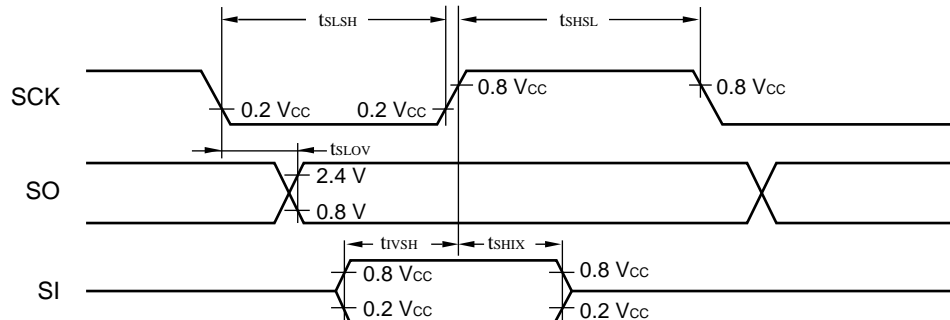 tSLSH tSHSL
SCK 0.2 VCC 0.2 VCC 0.8 VCC 0.8 VCC
tSLOV
SO 2.4 V
0.8 V
tIVSH tSHIX
SI 0.8 VCC 0.8 VCC
0.2 VCC 0.2 VCC